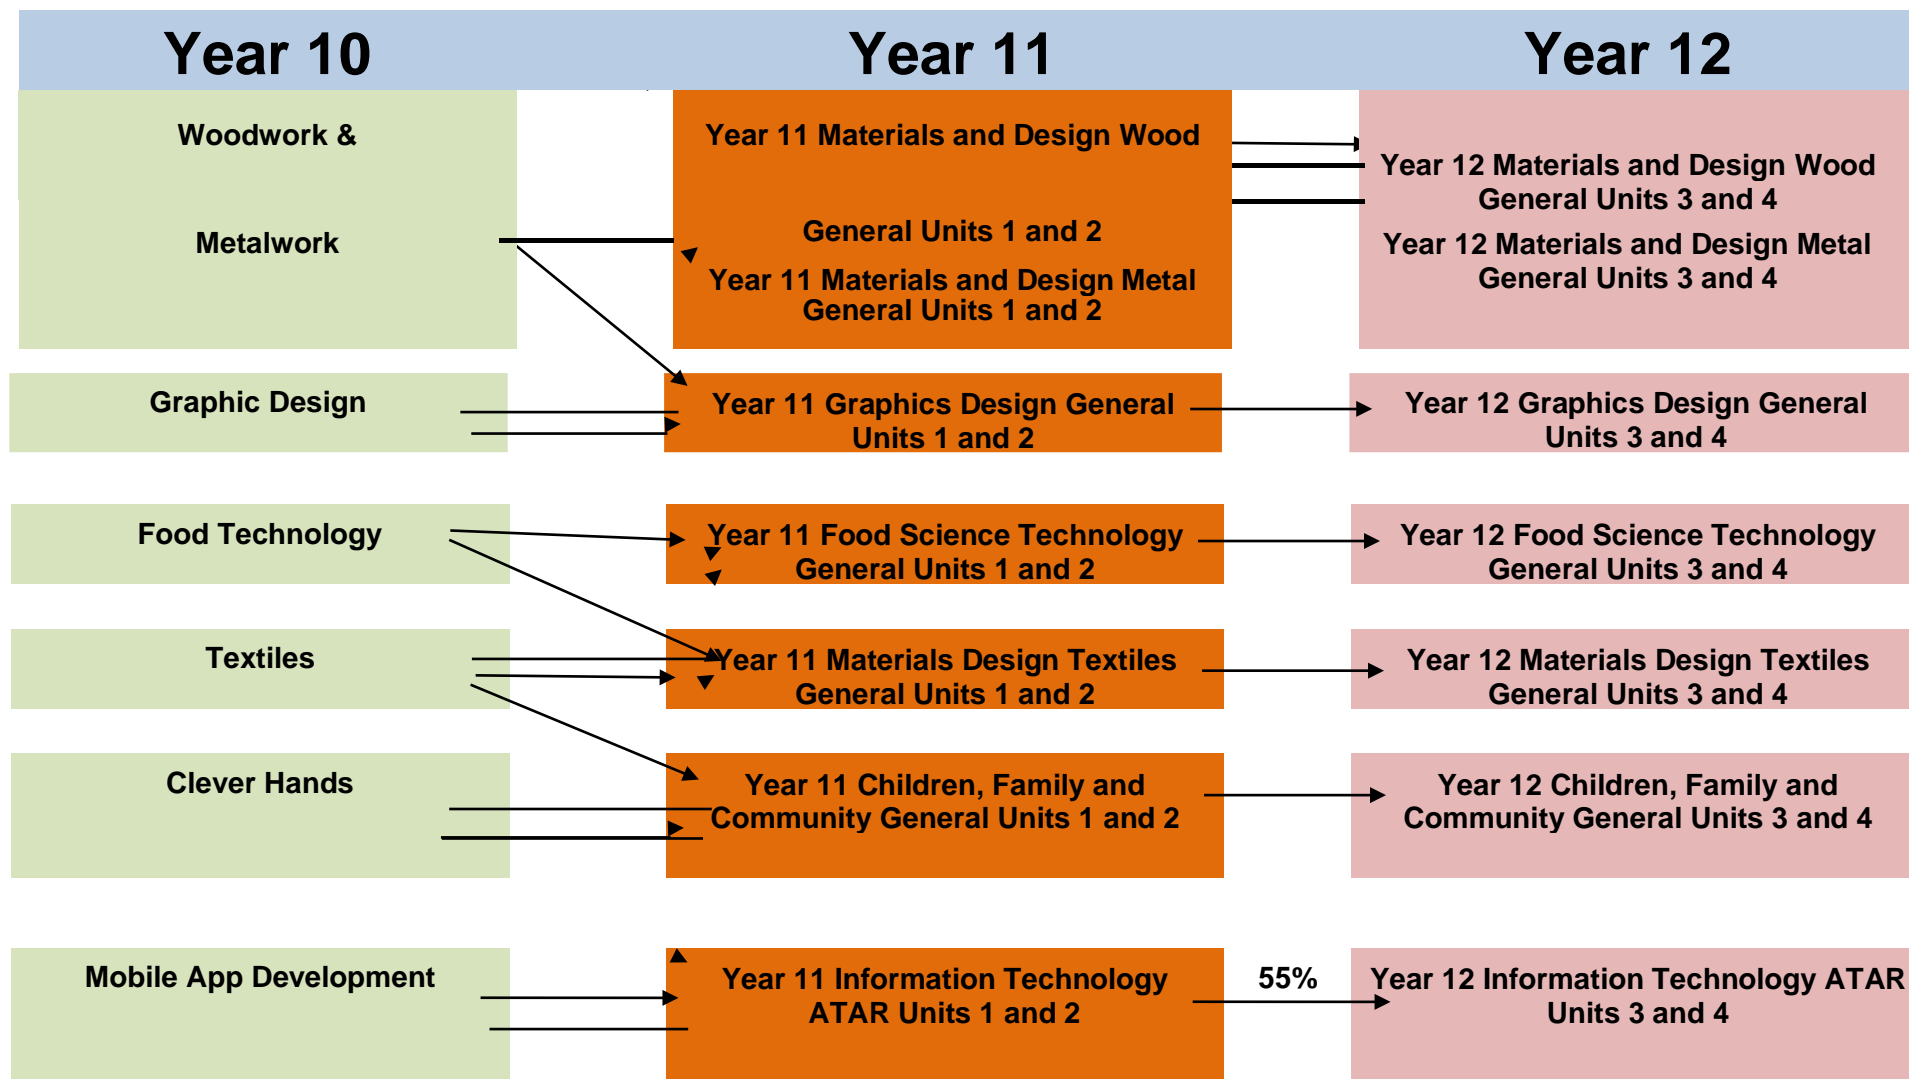 Year 10
Year 11
Year 12
Woodwork &
Metalwork
Year 11 Materials and Design Wood
General Units 1 and 2
Year 11 Materials and Design Metal
General Units 1 and 2
Year 12 Materials and Design Wood
General Units 3 and 4
Year 12 Materials and Design Metal
General Units 3 and 4
Graphic Design
Year 11 Graphics Design General
Units 1 and 2
Year 12 Graphics Design General
Units 3 and 4
Food Technology
Year 11 Food Science Technology
General Units 1 and 2
Year 12 Food Science Technology
General Units 3 and 4
Textiles
Year 11 Materials Design Textiles
General Units 1 and 2
Year 12 Materials Design Textiles
General Units 3 and 4
Clever Hands
Year 11 Children, Family and
Community General Units 1 and 2
Year 12 Children, Family and
Community General Units 3 and 4
Mobile App Development
Year 11 Information Technology
ATAR Units 1 and 2
55%
Year 12 Information Technology ATAR
Units 3 and 4